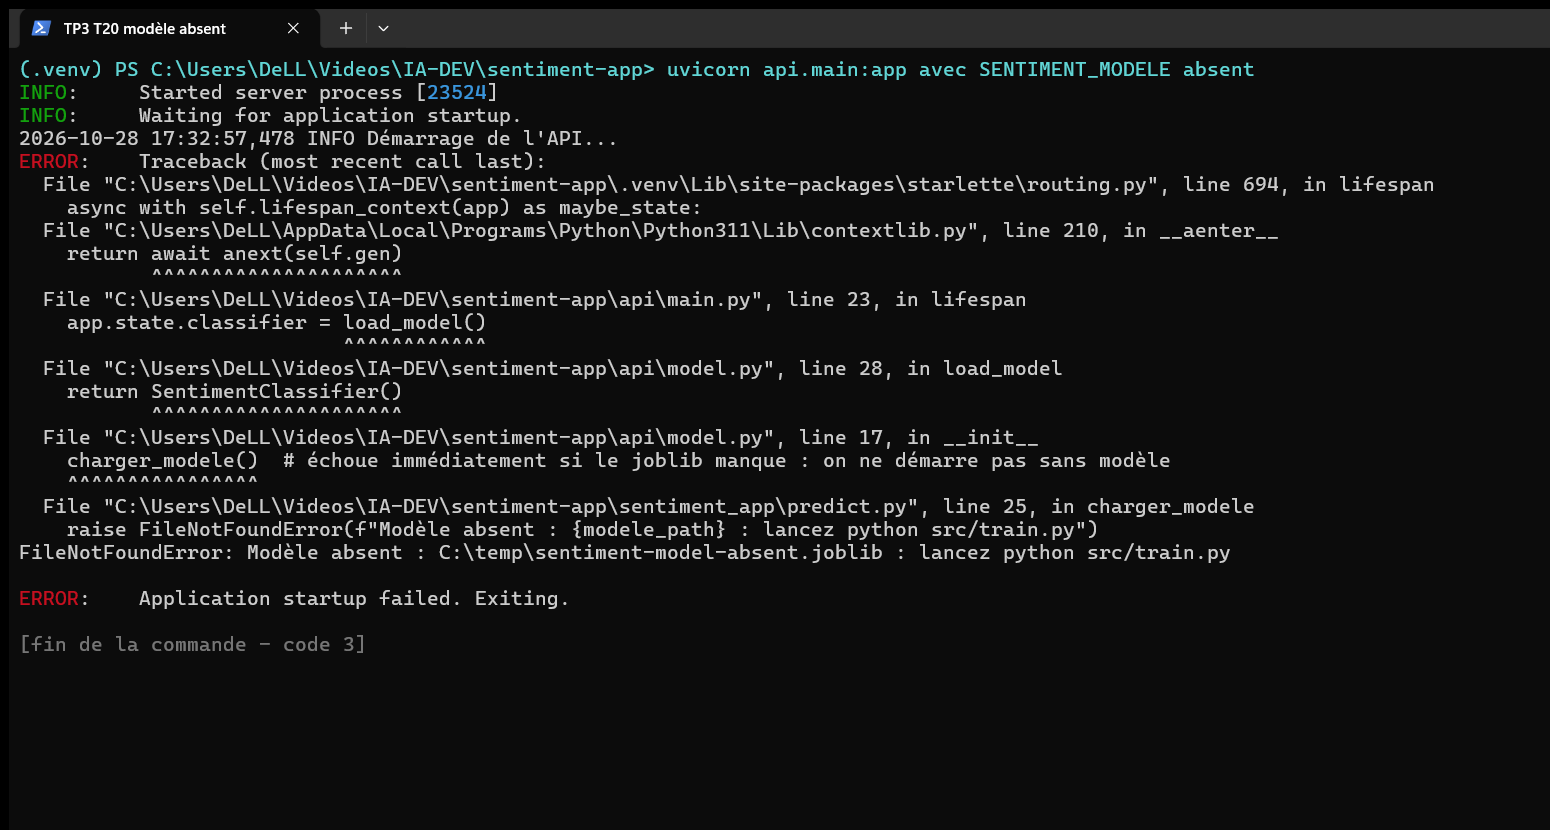 TP3 T20 modèle absent
(.venv) PS C:\Users\DeLL\Videos\IA-DEV\sentiment-app> uvicorn api.main:app avec SENTIMENT_MODELE absent
INFO:     Started server process [23524]
INFO:     Waiting for application startup.
2026-10-28 17:32:57,478 INFO Démarrage de l'API...
ERROR:    Traceback (most recent call last):
  File "C:\Users\DeLL\Videos\IA-DEV\sentiment-app\.venv\Lib\site-packages\starlette\routing.py", line 694, in lifespan
    async with self.lifespan_context(app) as maybe_state:
  File "C:\Users\DeLL\AppData\Local\Programs\Python\Python311\Lib\contextlib.py", line 210, in __aenter__
    return await anext(self.gen)
           ^^^^^^^^^^^^^^^^^^^^^
  File "C:\Users\DeLL\Videos\IA-DEV\sentiment-app\api\main.py", line 23, in lifespan
    app.state.classifier = load_model()
                           ^^^^^^^^^^^^
  File "C:\Users\DeLL\Videos\IA-DEV\sentiment-app\api\model.py", line 28, in load_model
    return SentimentClassifier()
           ^^^^^^^^^^^^^^^^^^^^^
  File "C:\Users\DeLL\Videos\IA-DEV\sentiment-app\api\model.py", line 17, in __init__
    charger_modele()  # échoue immédiatement si le joblib manque : on ne démarre pas sans modèle
    ^^^^^^^^^^^^^^^^
  File "C:\Users\DeLL\Videos\IA-DEV\sentiment-app\sentiment_app\predict.py", line 25, in charger_modele
    raise FileNotFoundError(f"Modèle absent : {modele_path} : lancez python src/train.py")
FileNotFoundError: Modèle absent : C:\temp\sentiment-model-absent.joblib : lancez python src/train.py
ERROR:    Application startup failed. Exiting.
[fin de la commande - code 3]